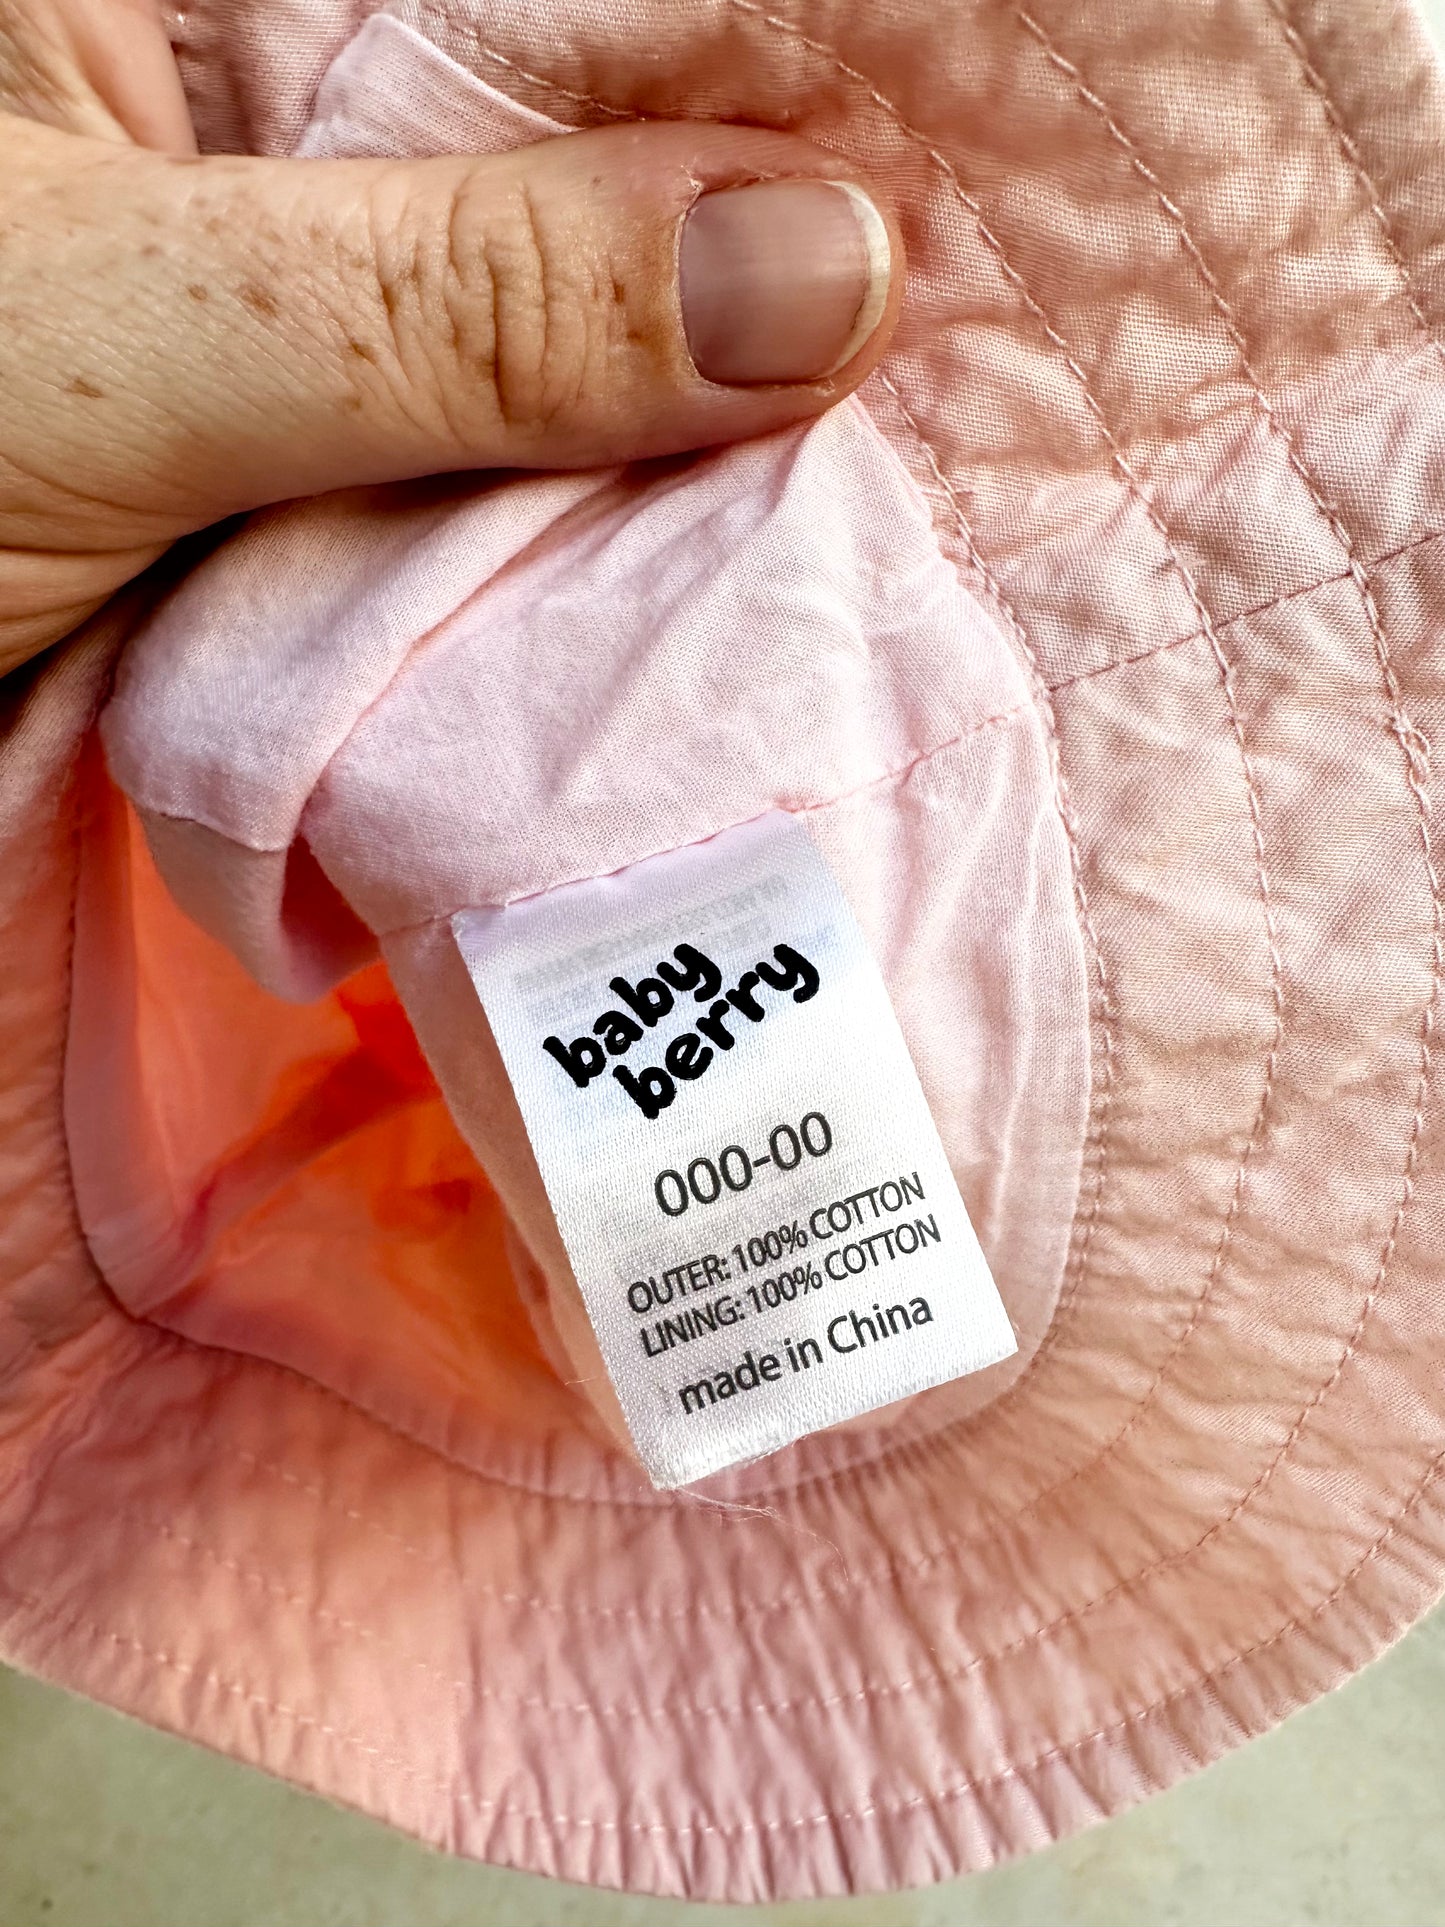 baby
berry
000-00
OUTER: 100% COTTON
LINING: 100% COTTON
made in China